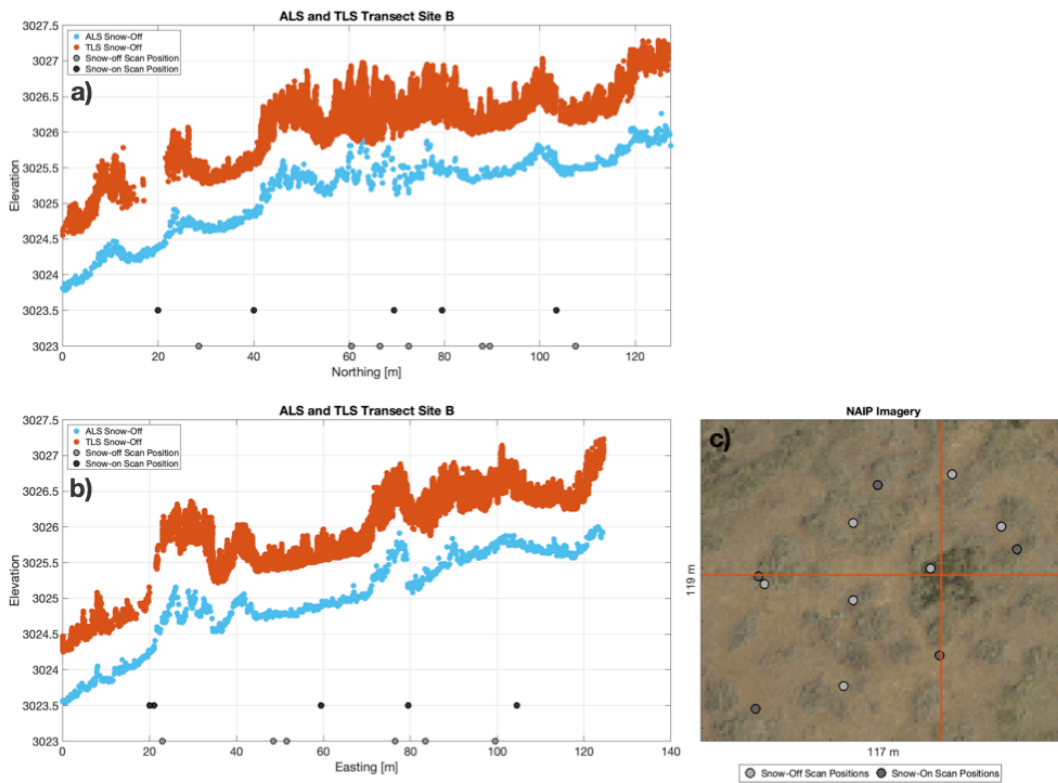 ALS and TLS Transect Site B
3027.5
3027
3026.5
3026
3025.5
3025
3024.5
3024
3023.5
3023
Elevation
ALS Snow-Off
TLS Snow-Off
Snow-off Scan Position
Snow-on Scan Position
a)
0 20 40 60 80 100 120
Northing [m]
ALS and TLS Transect Site B
3027.5
3027
3026.5
3026
3025.5
3025
3024.5
3024
3023.5
3023
Elevation
ALS Snow-Off
TLS Snow-Off
Snow-off Scan Position
Snow-on Scan Position
b)
0 20 40 60 80 100 120 140
Easting [m]
NAIP Imagery
c)
119 m
117 m
Snow-Off Scan Positions Snow-On Scan Positions